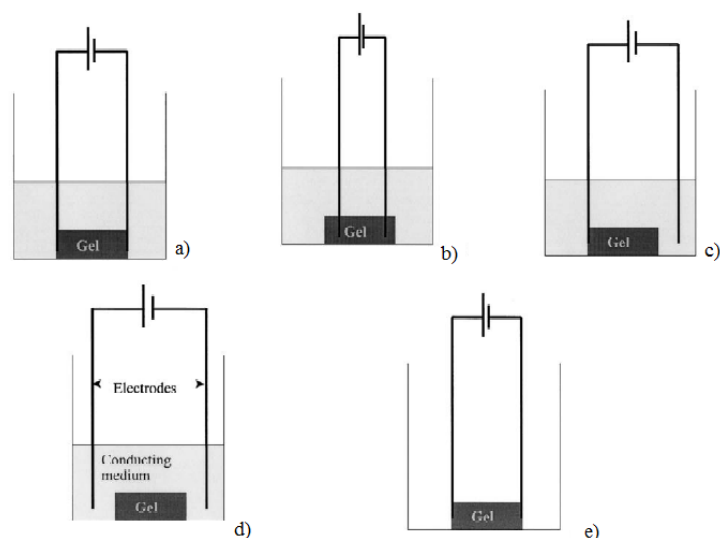 Gel
a)
Gel
b)
Gel
c)
Electrodes
Conducting
medium
Gel
d)
Gel
e)